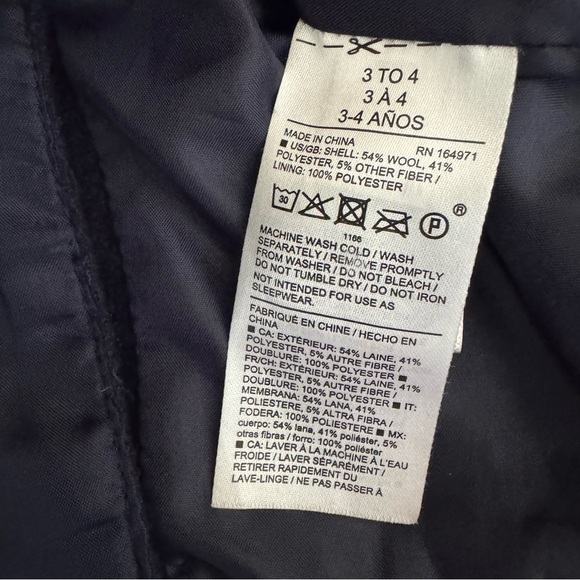 3 TO 4
3 À 4
3-4 AÑOS
MADE IN CHINA RN 164971
■ US/GB: SHELL: 54% WOOL, 41%
POLYESTER, 5% OTHER FIBER /
LINING: 100% POLYESTER
30 P ®
1166
MACHINE WASH COLD / WASH
SEPARATELY / REMOVE PROMPTLY
FROM WASHER / DO NOT BLEACH /
DO NOT TUMBLE DRY / DO NOT IRON
NOT INTENDED FOR USE AS
SLEEPWEAR.
FABRIQUÉ EN CHINE / HECHO EN
CHINA
■ CA: EXTÉRIEUR: 54% LAINE, 41%
POLYESTER, 5% AUTRE FIBRE /
DOUBLURE: 100% POLYESTER ■
FR/CH: EXTÉRIEUR: 54% LAINE, 41%
POLYESTER, 5% AUTRE FIBRE /
DOUBLURE: 100% POLYESTER ■ IT:
MEMBRANA: 54% LANA, 41%
POLIESTERE, 5% ALTRA FIBRA /
FODERA: 100% POLIESTERE ■ MX:
cuerpo: 54% lana, 41% poliéster, 5%
otras fibras / forro: 100% poliéster
■ CA: LAVER À LA MACHINE À L'EAU
FROIDE / LAVER SÉPARÉMENT /
RETIRER RAPIDEMENT DU
LAVE-LINGE / NE PAS PASSER À